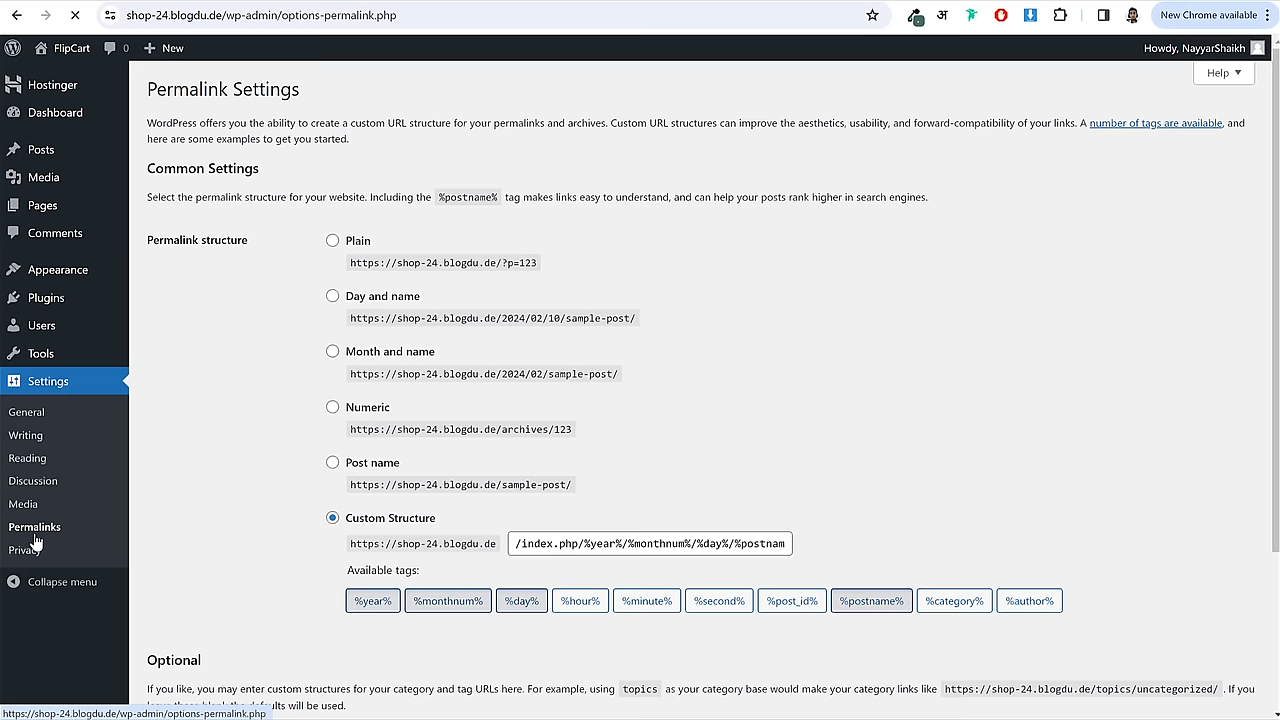 shop-24.blogdu.de/wp-admin/options-permalink.php
अ
New Chrome available
FlipCart
0
New
Howdy, NayyarShaikh
Hostinger
Dashboard
Posts
Media
Pages
Comments
Appearance
Plugins
Users
Tools
Settings
General
Writing
Reading
Discussion
Media
Permalinks
Privacy
Collapse menu
Help
Permalink Settings
WordPress offers you the ability to create a custom URL structure for your permalinks and archives. Custom URL structures can improve the aesthetics, usability, and forward-compatibility of your links. A number of tags are available, and
here are some examples to get you started.
Common Settings
Select the permalink structure for your website. Including the %postname% tag makes links easy to understand, and can help your posts rank higher in search engines.
Permalink structure
Plain
https://shop-24.blogdu.de/?p=123
Day and name
https://shop-24.blogdu.de/2024/02/10/sample-post/
Month and name
https://shop-24.blogdu.de/2024/02/sample-post/
Numeric
https://shop-24.blogdu.de/archives/123
Post name
https://shop-24.blogdu.de/sample-post/
Custom Structure
https://shop-24.blogdu.de /index.php/%year%/%monthnum%/%day%/%postnam
Available tags:
%year% %monthnum% %day% %hour% %minute% %second% %post_id% %postname% %category% %author%
Optional
If you like, you may enter custom structures for your category and tag URLs here. For example, using topics as your category base would make your category links like https://shop-24.blogdu.de/topics/uncategorized/ . If you
leave these blank the defaults will be used.
https://shop-24.blogdu.de/wp-admin/options-permalink.php